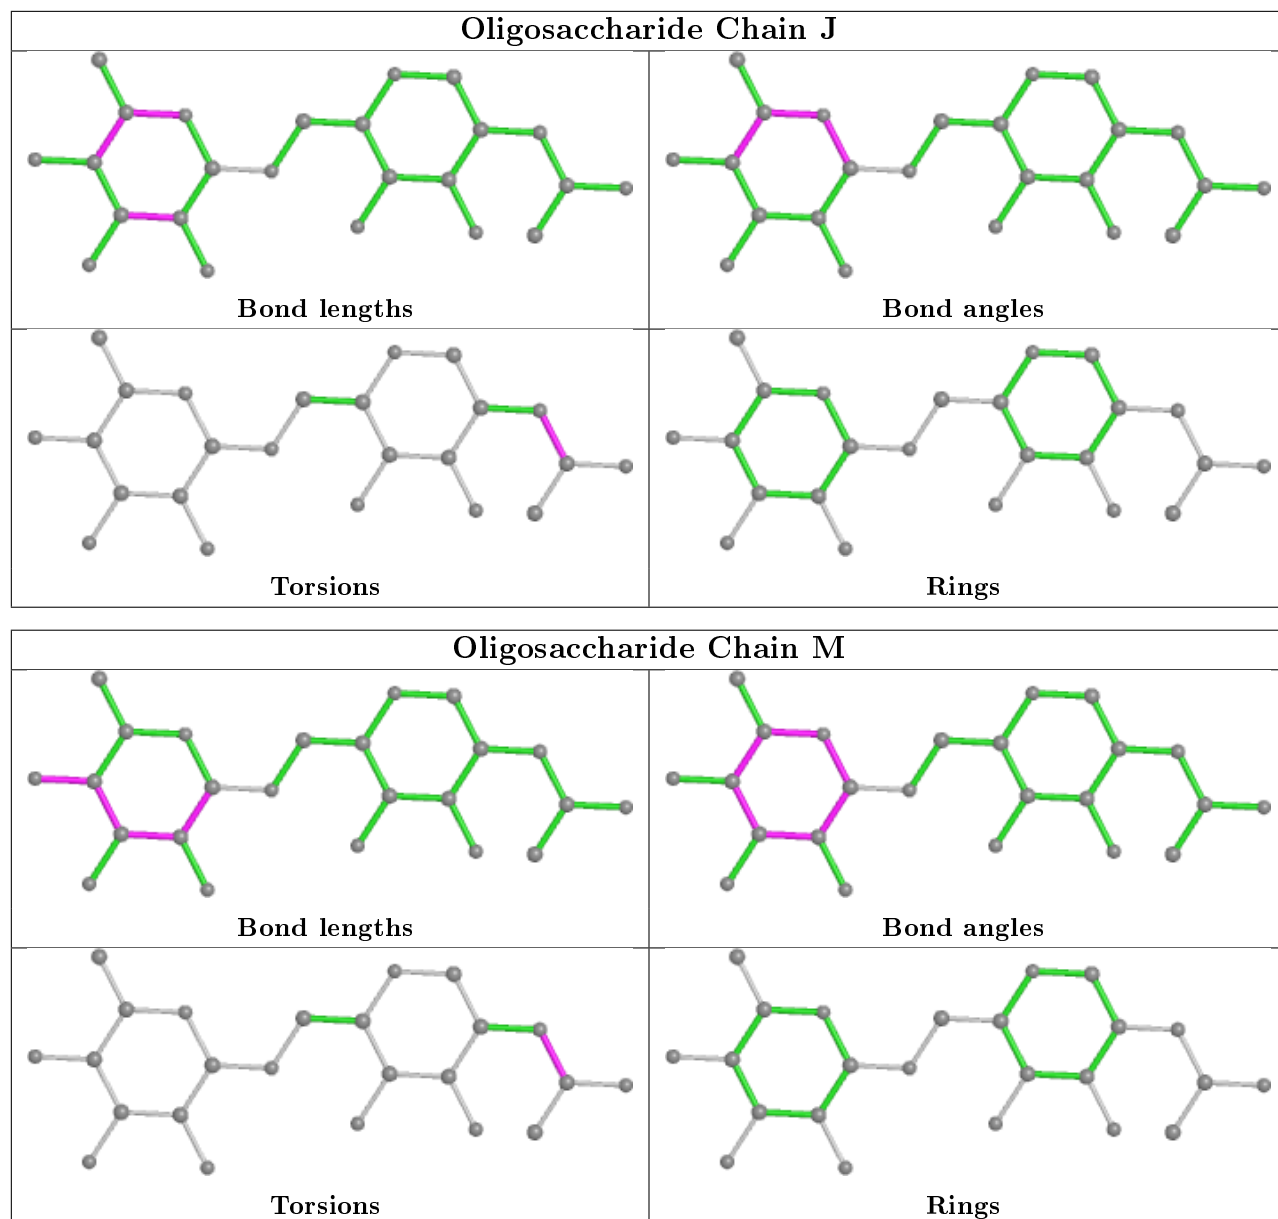 Oligosaccharide Chain J
Bond lengths
Bond angles
Torsions
Rings
Oligosaccharide Chain M
Bond lengths
Bond angles
Torsions
Rings